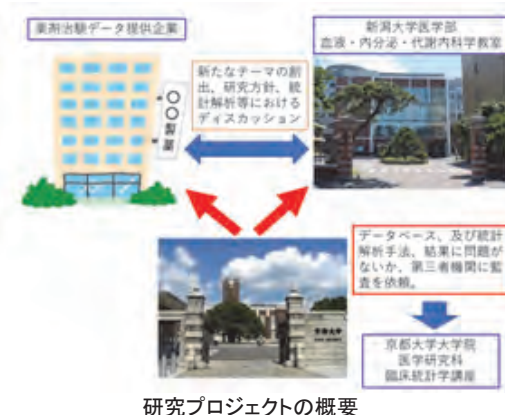 薬剤治験データ提供企業
新潟大学医学部
血液・内分泌・代謝内科学教室
〇〇製薬
新たなテーマの創
出、研究方針、統
計解析等における
ディスカッション
データベース、及び統計
解析手法、結果に問題が
ないか、第三者機関に監
査を依頼。
京都大学
京都大学大学院
医学研究科
臨床統計学講座
研究プロジェクトの概要